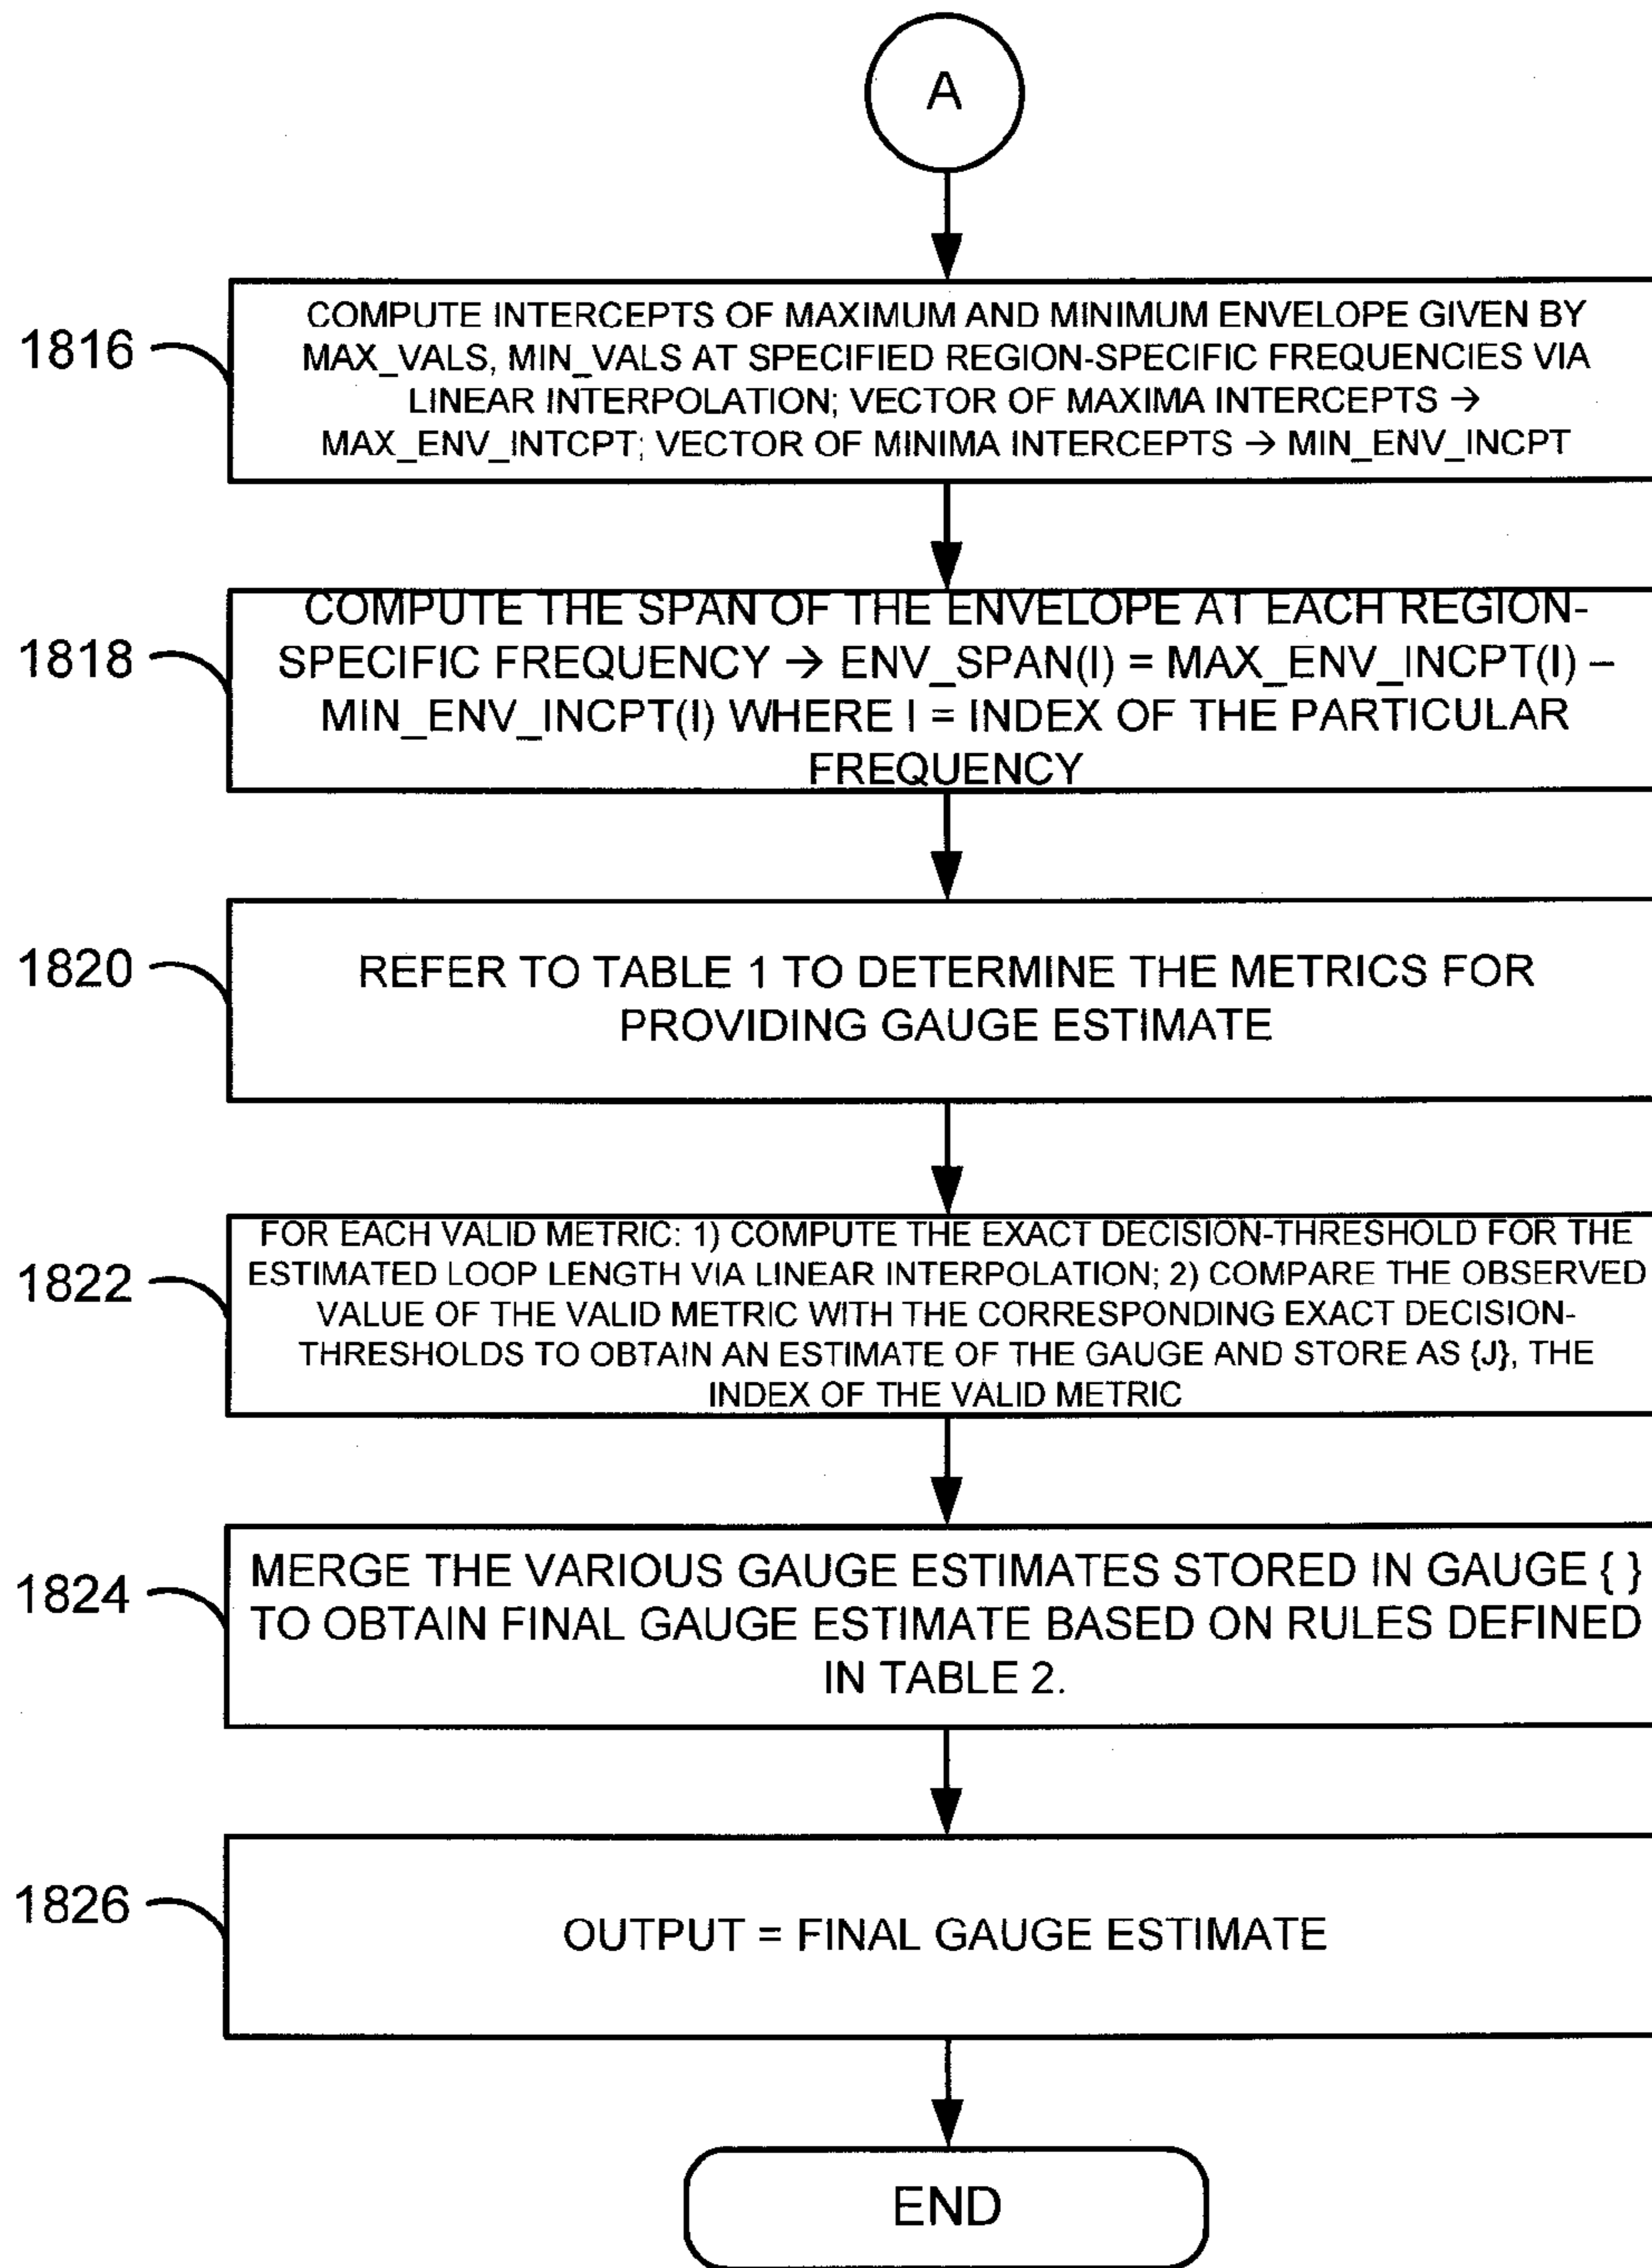 A
1816
COMPUTE INTERCEPTS OF MAXIMUM AND MINIMUM ENVELOPE GIVEN BY
MAX_VALS, MIN_VALS AT SPECIFIED REGION-SPECIFIC FREQUENCIES VIA
LINEAR INTERPOLATION; VECTOR OF MAXIMA INTERCEPTS →
MAX_ENV_INTCPT; VECTOR OF MINIMA INTERCEPTS → MIN_ENV_INCPT
1818
COMPUTE THE SPAN OF THE ENVELOPE AT EACH REGION-
SPECIFIC FREQUENCY → ENV_SPAN(I) = MAX_ENV_INCPT(I) –
MIN_ENV_INCPT(I) WHERE I = INDEX OF THE PARTICULAR
FREQUENCY
1820
REFER TO TABLE 1 TO DETERMINE THE METRICS FOR
PROVIDING GAUGE ESTIMATE
1822
FOR EACH VALID METRIC: 1) COMPUTE THE EXACT DECISION-THRESHOLD FOR THE
ESTIMATED LOOP LENGTH VIA LINEAR INTERPOLATION; 2) COMPARE THE OBSERVED
VALUE OF THE VALID METRIC WITH THE CORRESPONDING EXACT DECISION-
THRESHOLDS TO OBTAIN AN ESTIMATE OF THE GAUGE AND STORE AS {J}, THE
INDEX OF THE VALID METRIC
1824
MERGE THE VARIOUS GAUGE ESTIMATES STORED IN GAUGE { }
TO OBTAIN FINAL GAUGE ESTIMATE BASED ON RULES DEFINED
IN TABLE 2.
1826
OUTPUT = FINAL GAUGE ESTIMATE
END